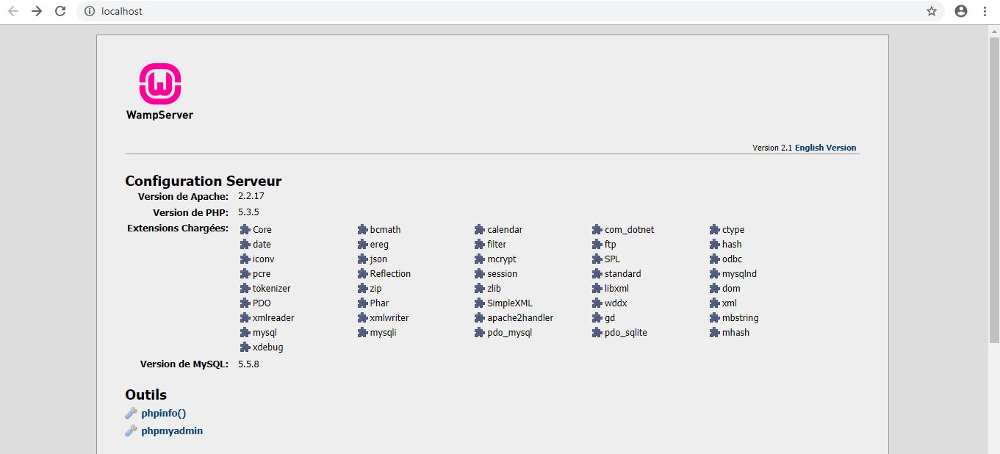 localhost
WampServer
Version 2.1 English Version
Configuration Serveur
Version de Apache: 2.2.17
Version de PHP: 5.3.5
Extensions Chargées: Core bcmath calendar com_dotnet ctype
date ereg filter ftp hash
iconv json mcrypt SPL odbc
pcre Reflection session standard mysqlnd
tokenizer zip zlib libxml dom
PDO Phar SimpleXML wddx xml
xmlreader xmlwriter apache2handler gd mbstring
mysql mysqli pdo_mysql pdo_sqlite mhash
xdebug
Version de MySQL: 5.5.8
Outils
phpinfo()
phpmyadmin